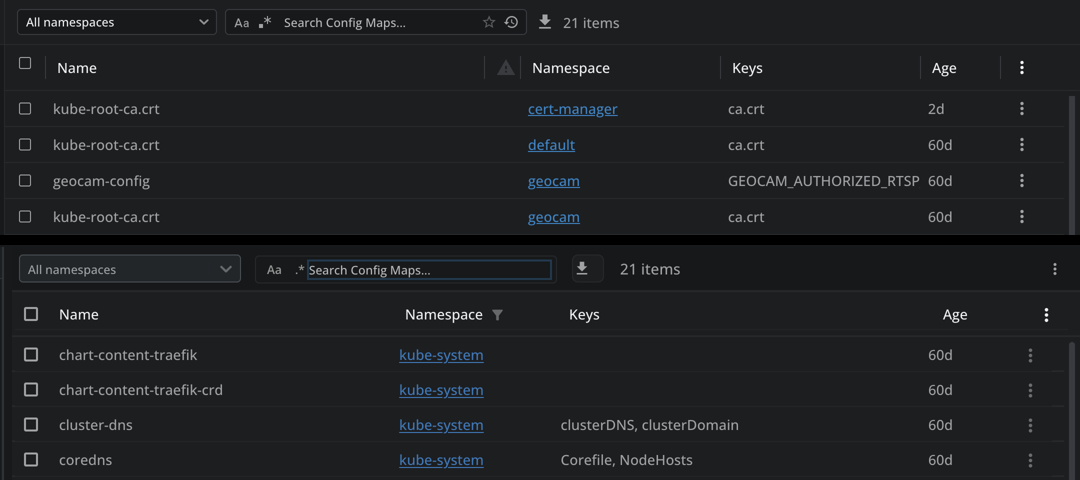 All namespaces Aa .* Search Config Maps... 21 items
Name Namespace Keys Age
kube-root-ca.crt cert-manager ca.crt 2d
kube-root-ca.crt default ca.crt 60d
geocam-config geocam GEOCAM_AUTHORIZED_RTSP 60d
kube-root-ca.crt geocam ca.crt 60d
All namespaces Aa .* Search Config Maps... 21 items
Name Namespace Keys Age
chart-content-traefik kube-system 60d
chart-content-traefik-crd kube-system 60d
cluster-dns kube-system clusterDNS, clusterDomain 60d
coredns kube-system Corefile, NodeHosts 60d